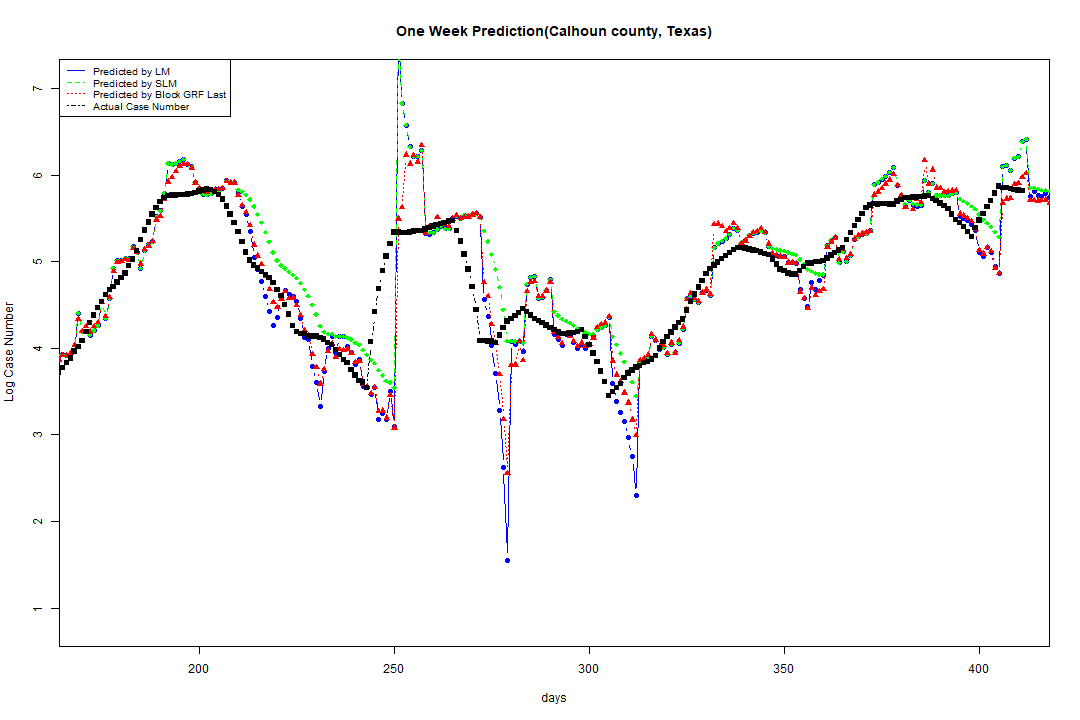 One Week Prediction(Calhoun county, Texas)
Predicted by LM
Predicted by SLM
Predicted by Block GRF Last
Actual Case Number
7
6
5
4
3
2
1
Log Case Number
200 250 300 350 400
days